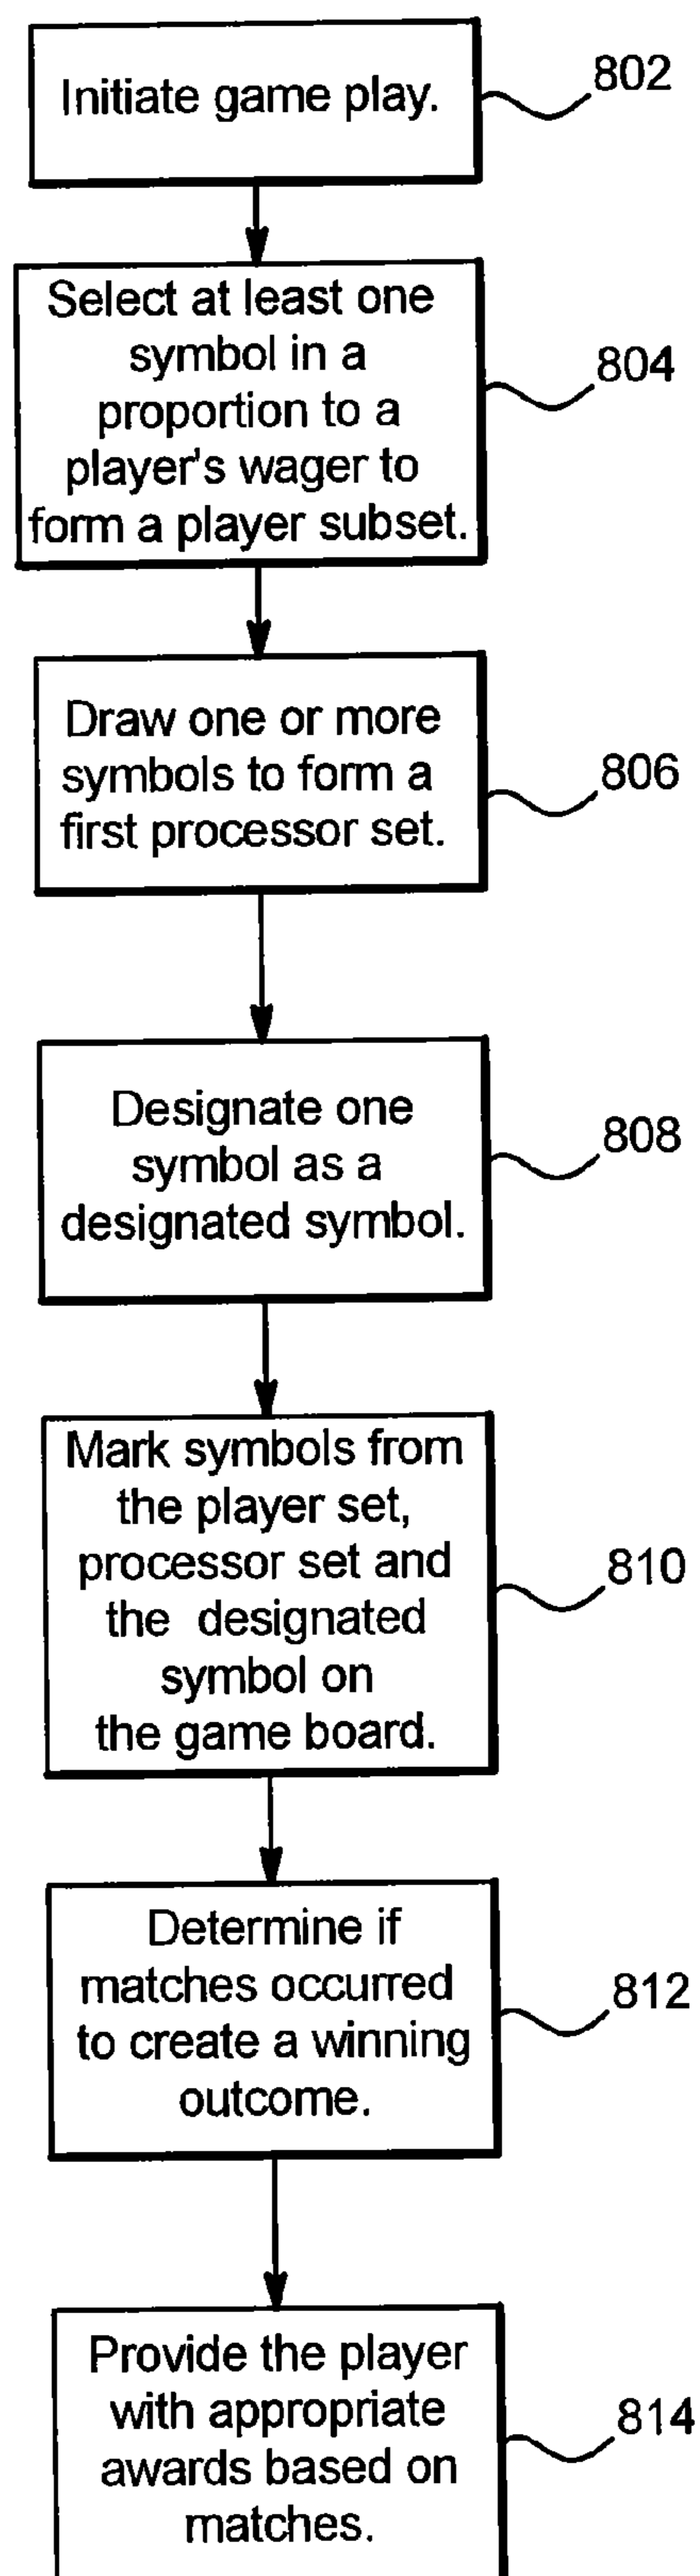 Initiate game play.
802
Select at least one
symbol in a
proportion to a
player's wager to
form a player subset.
804
Draw one or more
symbols to form a
first processor set.
806
Designate one
symbol as a
designated symbol.
808
Mark symbols from
the player set,
processor set and
the designated
symbol on
the game board.
810
Determine if
matches occurred
to create a winning
outcome.
812
Provide the player
with appropriate
awards based on
matches.
814